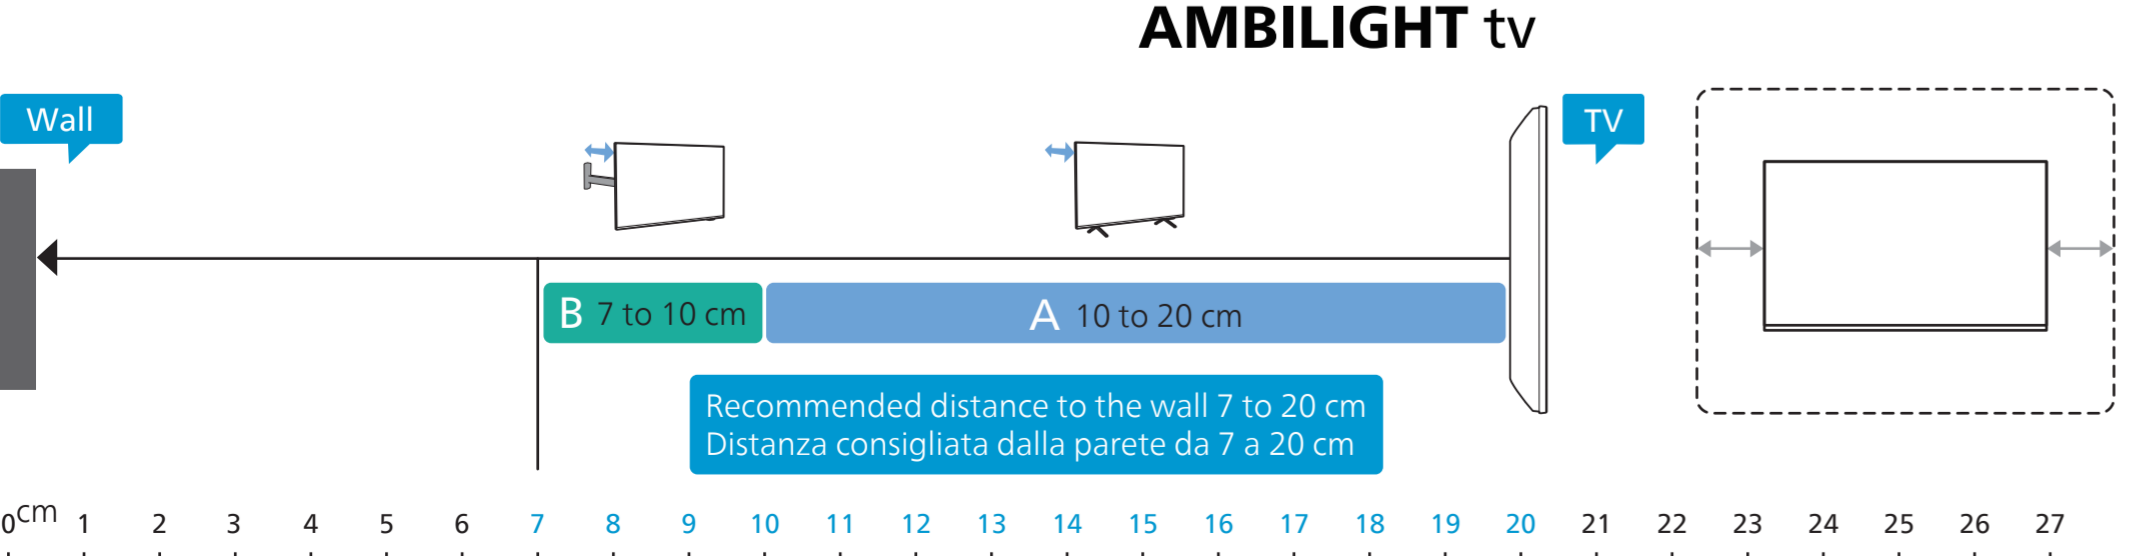 AMBILIGHT tv
Wall
TV
B 7 to 10 cm
A 10 to 20 cm
Recommended distance to the wall 7 to 20 cm
Distanza consigliata dalla parete da 7 a 20 cm
0cm 1 2 3 4 5 6 7 8 9 10 11 12 13 14 15 16 17 18 19 20 21 22 23 24 25 26 27